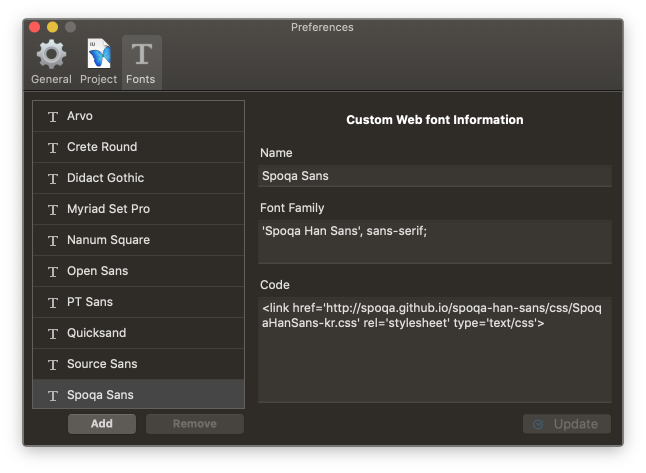 Preferences
IU
General Project Fonts
Arvo
Crete Round
Didact Gothic
Myriad Set Pro
Nanum Square
Open Sans
PT Sans
Quicksand
Source Sans
Spoqa Sans
Add Remove
Custom Web font Information
Name
Spoqa Sans
Font Family
'Spoqa Han Sans', sans-serif;
Code
<link href='http://spoqa.github.io/spoqa-han-sans/css/Spoq
aHanSans-kr.css' rel='stylesheet' type='text/css'>
Update